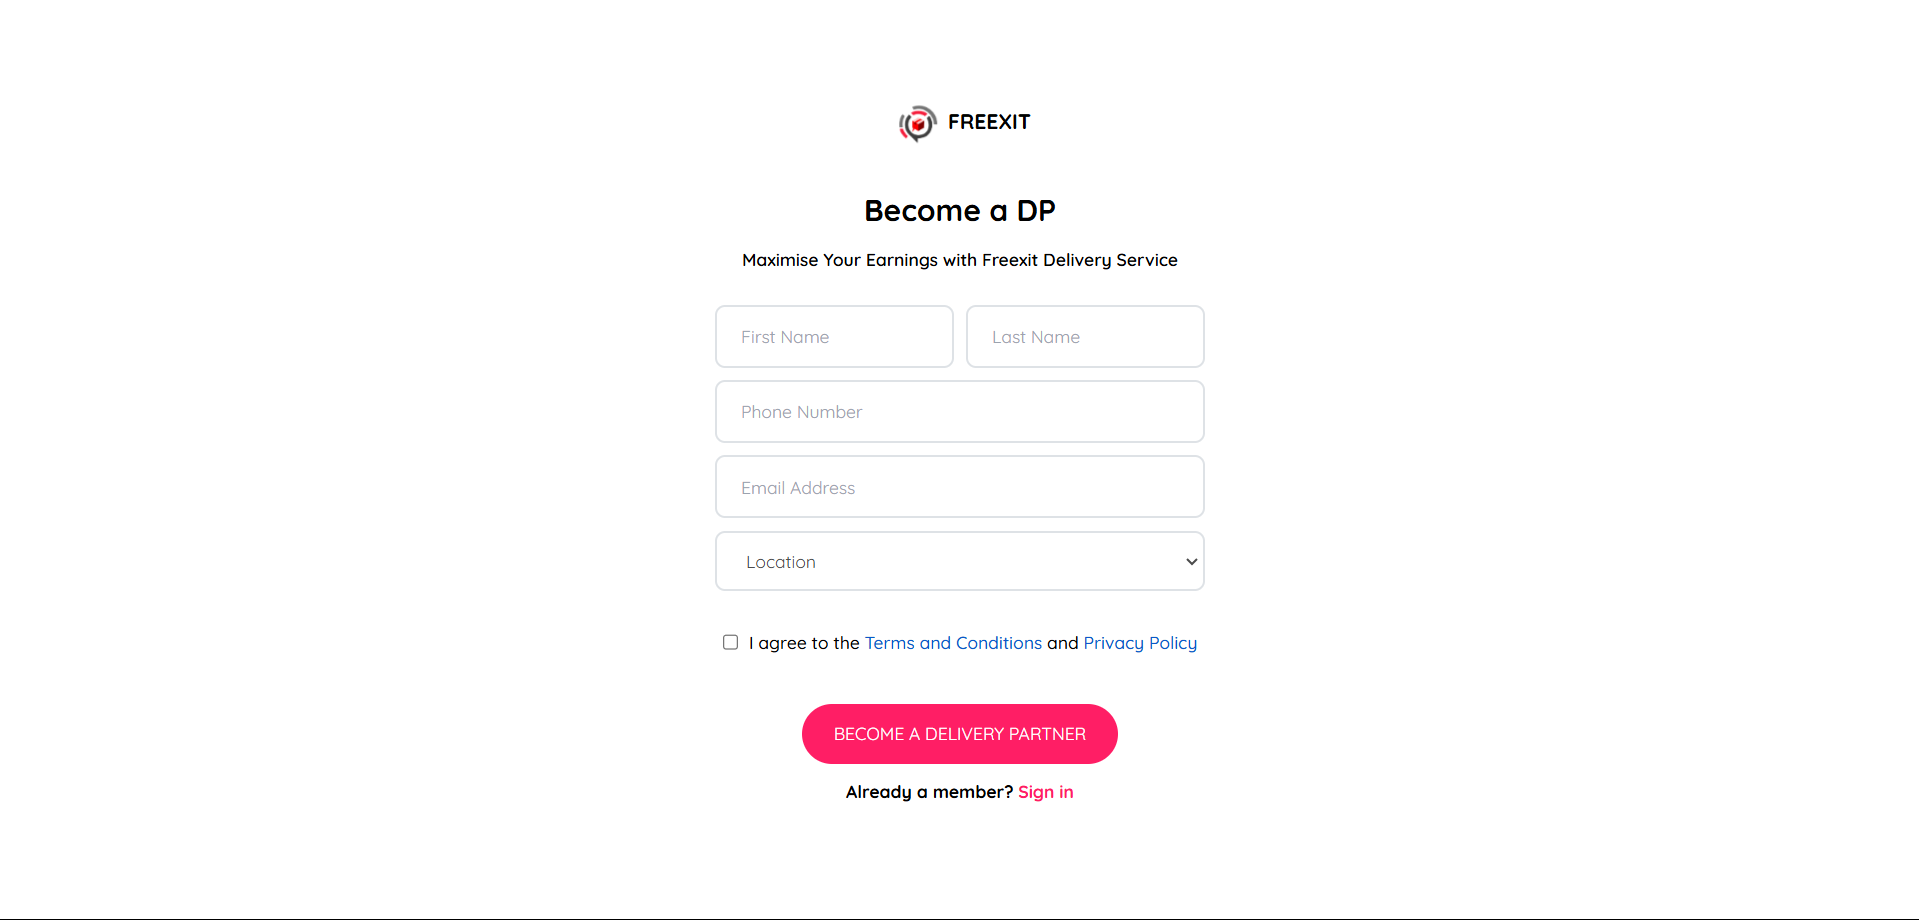 FREEXIT
Become a DP
Maximise Your Earnings with Freexit Delivery Service
First Name
Last Name
Phone Number
Email Address
Location
I agree to the Terms and Conditions and Privacy Policy
BECOME A DELIVERY PARTNER
Already a member? Sign in